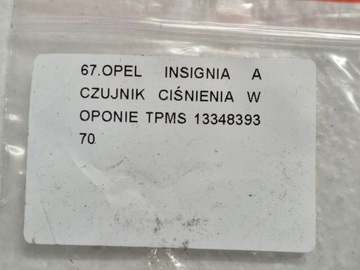 67.OPEL INSIGNIA A
CZUJNIK CIŚNIENIA W
OPONIE TPMS 13348393
70